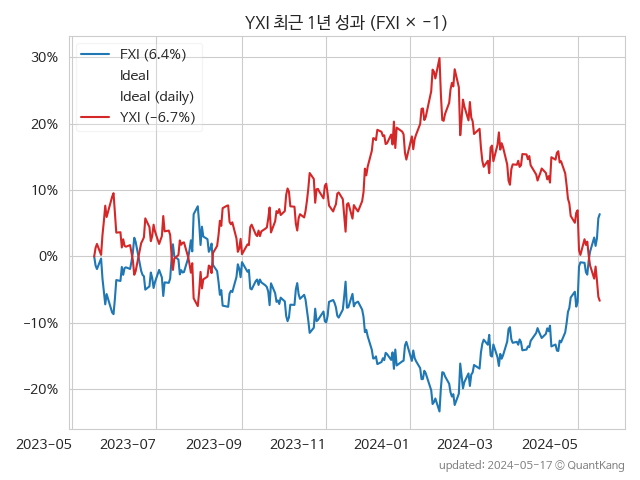 YXI 최근 1년 성과 (FXI × −1)
FXI (6.4%)
Ideal
Ideal (daily)
YXI (−6.7%)
30%
20%
10%
0%
−10%
−20%
2023−05 2023−07 2023−09 2023−11 2024−01 2024−03 2024−05
updated: 2024-05-17 © QuantKang